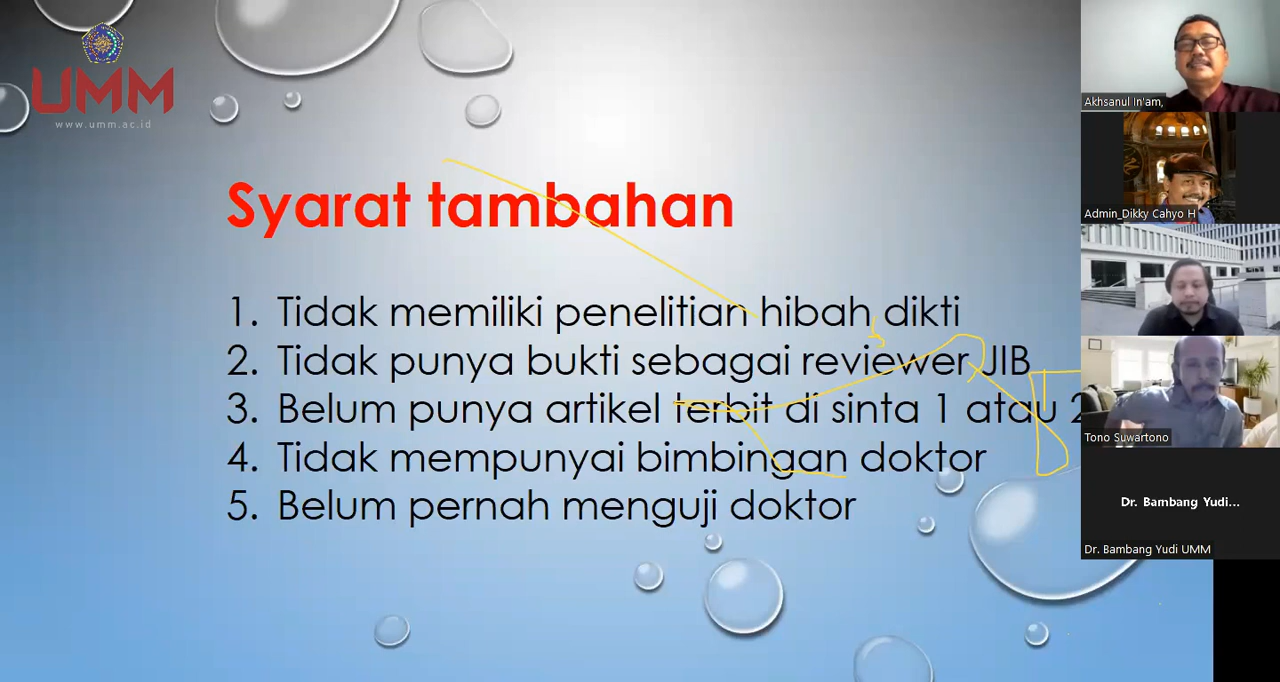 UMM
www.umm.ac.id
Syarat tambahan
1. Tidak memiliki penelitian hibah dikti
2. Tidak punya bukti sebagai reviewer JIB
3. Belum punya artikel terbit di sinta 1 atau 2
4. Tidak mempunyai bimbingan doktor
5. Belum pernah menguji doktor
Akhsanul In'am,
Admin_Dikky Cahyo H
Tono Suwartono
Dr. Bambang Yudi...
Dr. Bambang Yudi UMM